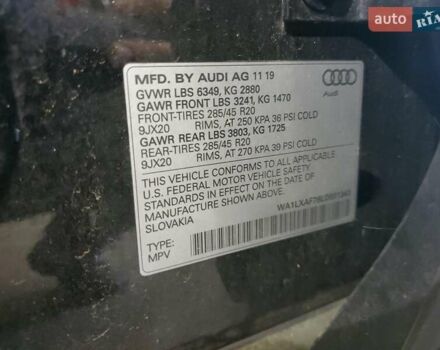 auto RIA
MFD. BY AUDI AG 11 19
GVWR LBS 6349, KG 2880
GAWR FRONT LBS 3241, KG 1470
FRONT-TIRES 285/45 R20
9JX20 RIMS, AT 250 KPA 36 PSI COLD
GAWR REAR LBS 3803, KG 1725
REAR-TIRES 285/45 R20
9JX20 RIMS, AT 270 KPA 39 PSI COLD
Audi
THIS VEHICLE CONFORMS TO ALL APPLICABLE
U.S. FEDERAL MOTOR VEHICLE SAFETY
STANDARDS IN EFFECT ON THE DATE OF
MANUFACTURE SHOWN ABOVE.
SLOVAKIA
TYPE:
MPV